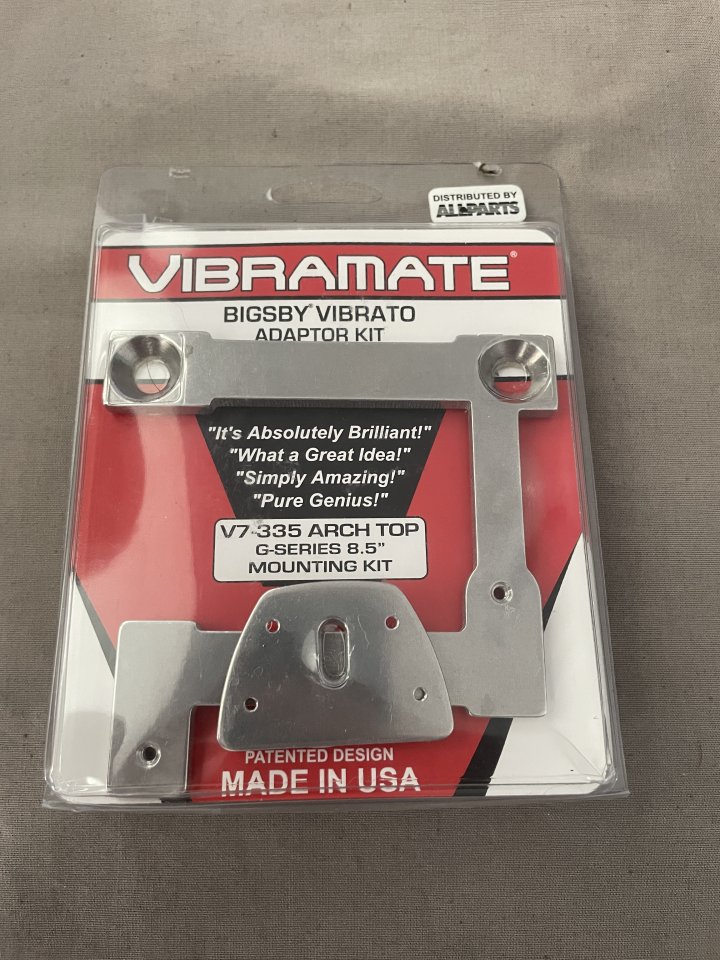 DISTRIBUTED BY
ALLPARTS
VIBRAMATE®
BIGSBY® VIBRATO
ADAPTOR KIT
"It's Absolutely Brilliant!"
"What a Great Idea!"
"Simply Amazing!"
"Pure Genius!"
V7-335 ARCH TOP
G-SERIES 8.5"
MOUNTING KIT
PATENTED DESIGN
MADE IN USA